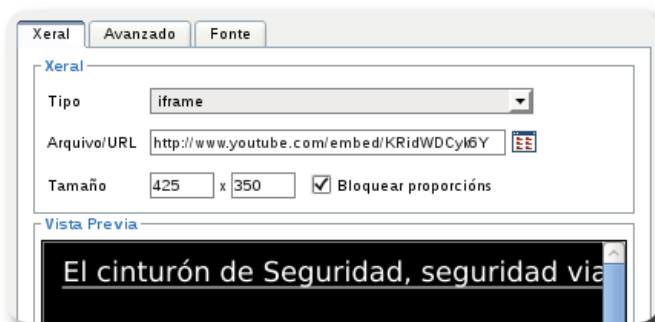 Xeral Avanzado Fonte
Xeral
Tipo iframe
Arquivo/URL http://www.youtube.com/embed/KRidWDCyk6Y
Tamaño 425 x 350 Bloquear proporcións
Vista Previa
El cinturón de Seguridad, seguridad via